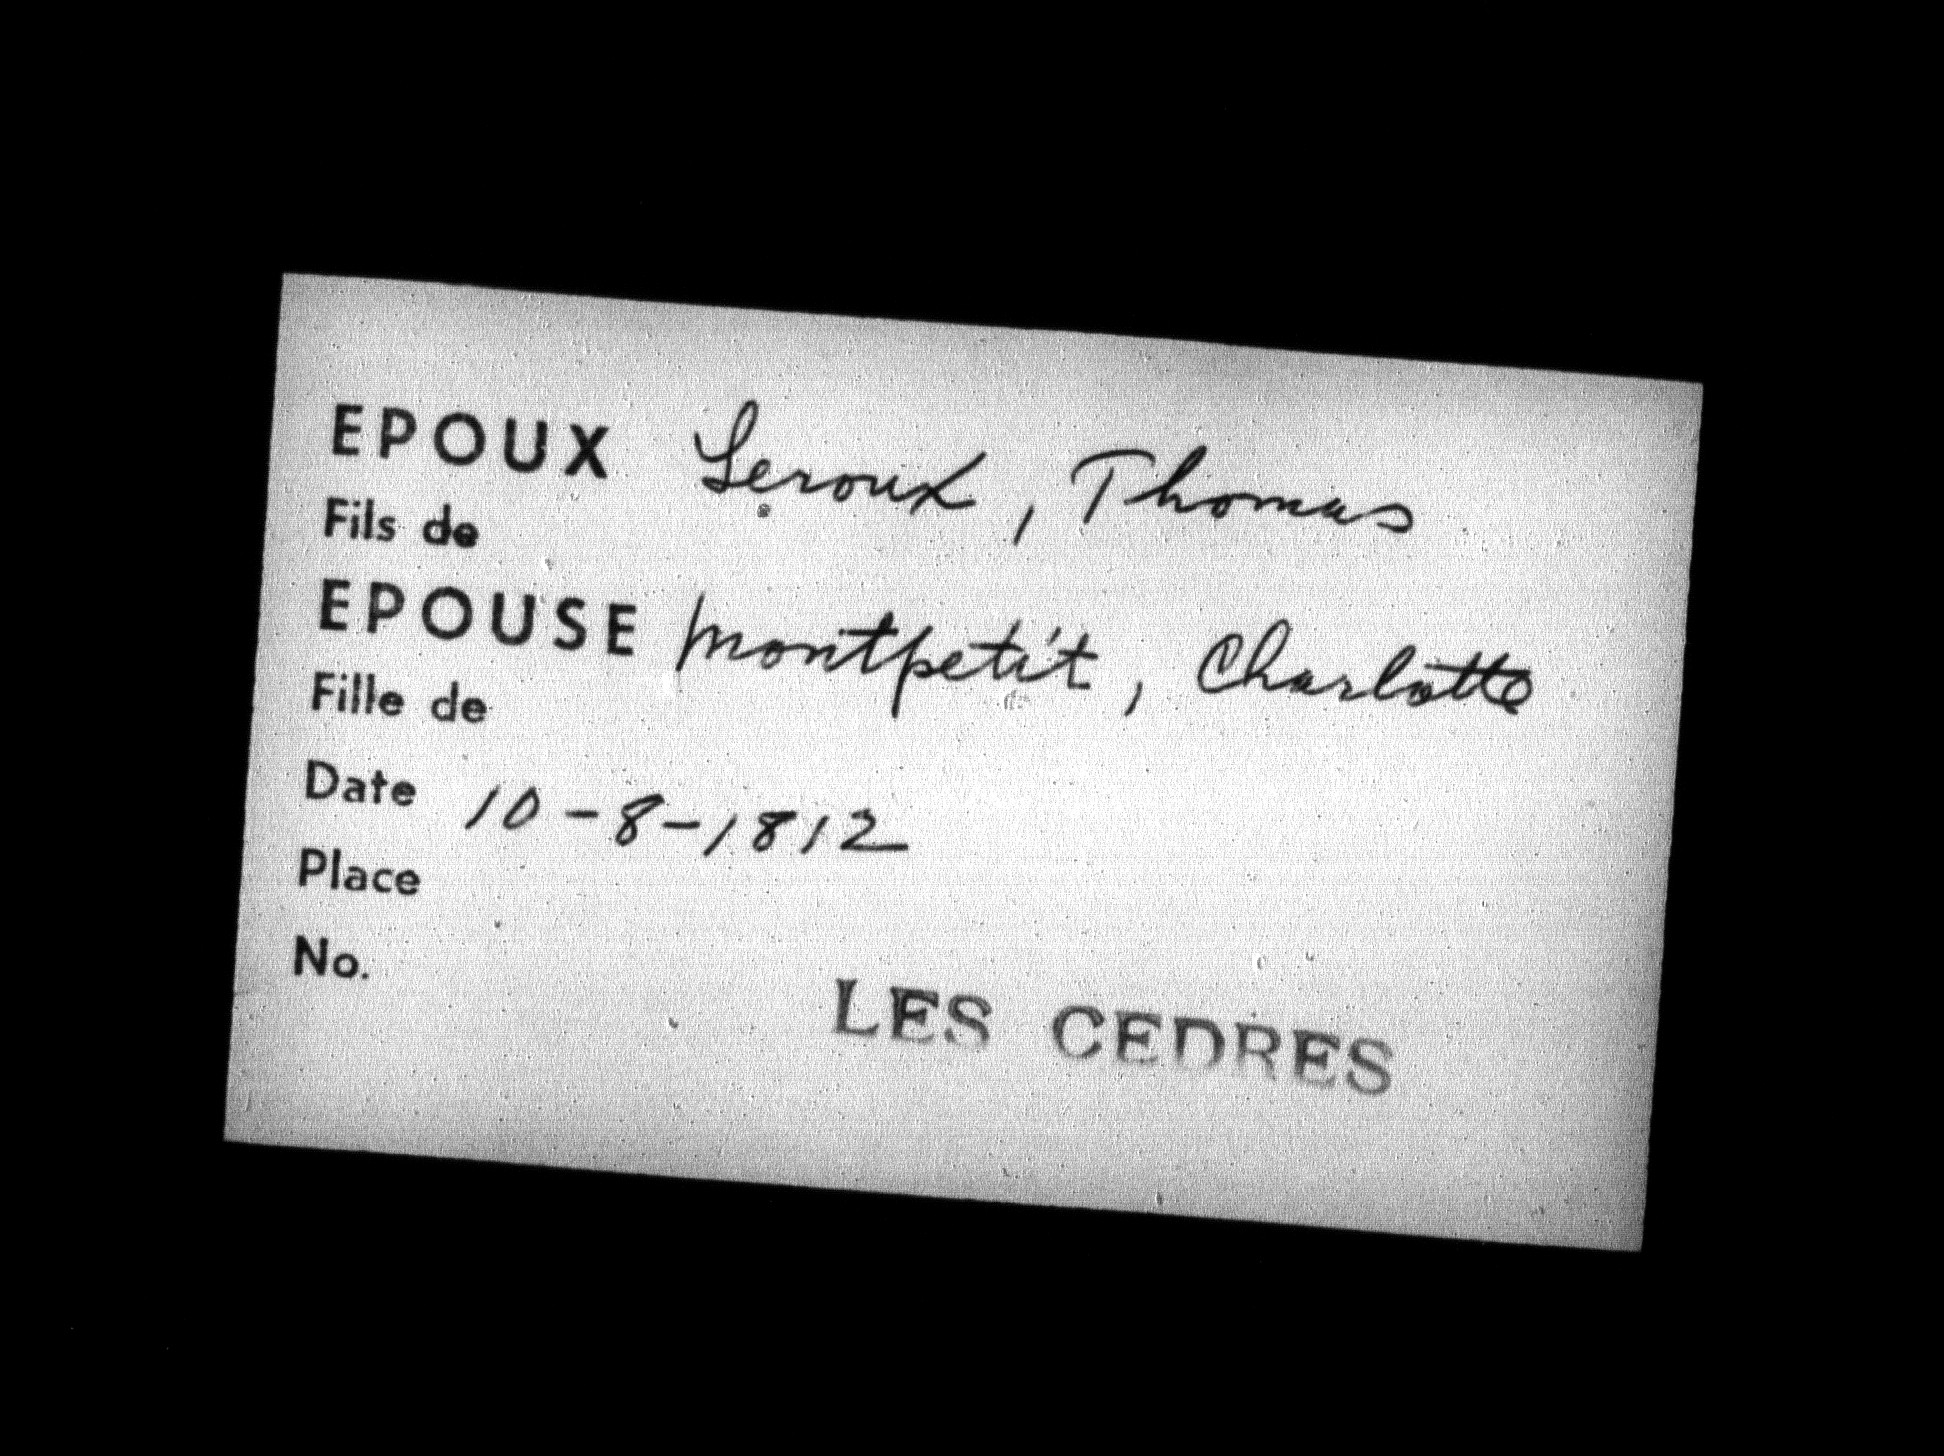 EPOUX Leroux, Thomas
Fils de
EPOUSE Montpetit, Charlotte
Fille de
Date 10-8-1812
Place
No.
LES CEDRES